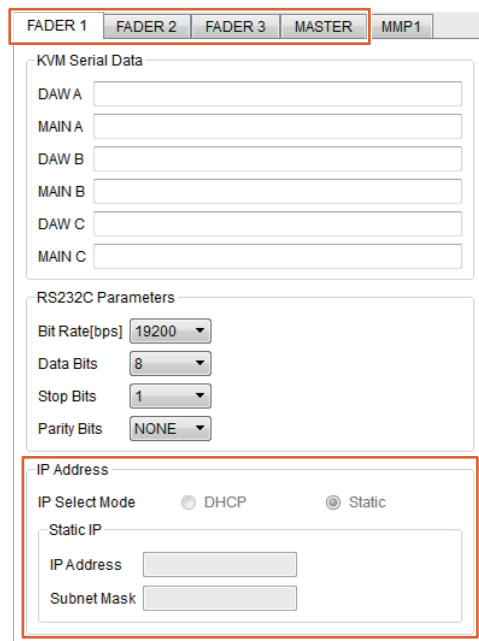 FADER 1 FADER 2 FADER 3 MASTER MMP1
KVM Serial Data
DAW A
MAIN A
DAW B
MAIN B
DAW C
MAIN C
RS232C Parameters
Bit Rate[bps] 19200
Data Bits 8
Stop Bits 1
Parity Bits NONE
IP Address
IP Select Mode DHCP Static
Static IP
IP Address
Subnet Mask